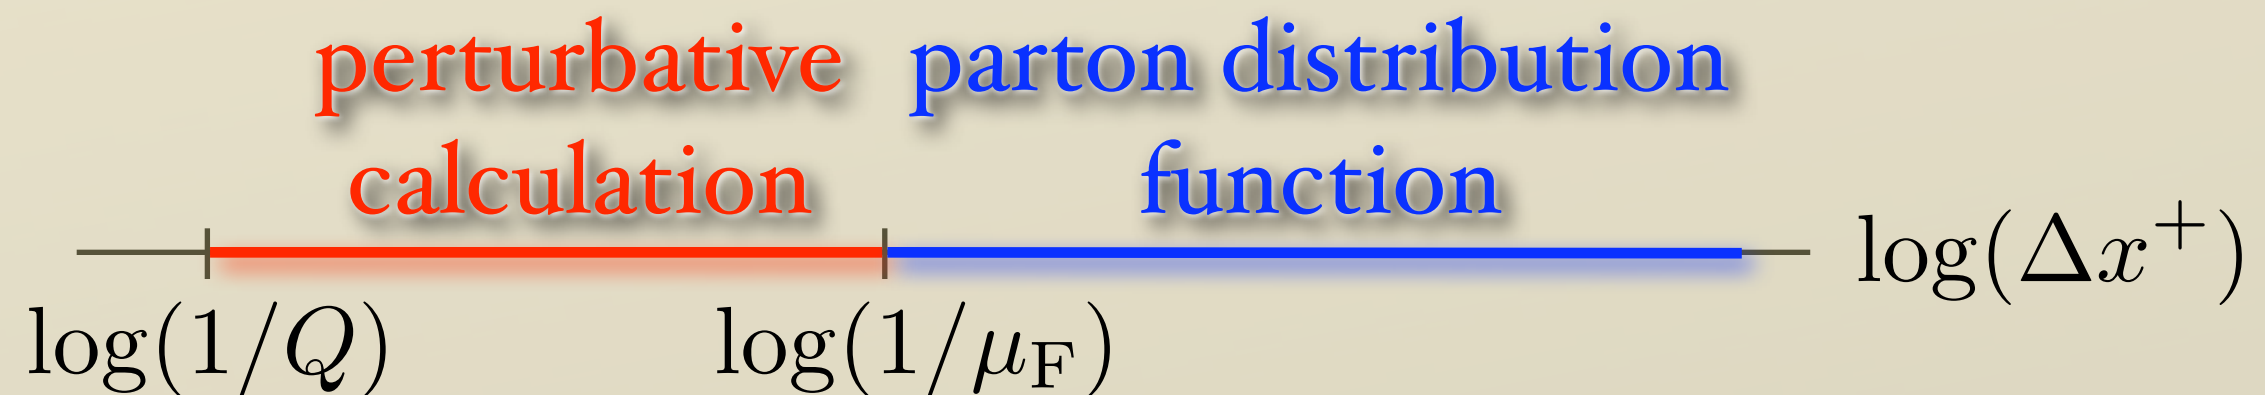 perturbative parton distribution
calculation function
log(Δx⁺)
log(1/Q) log(1/μ_F)